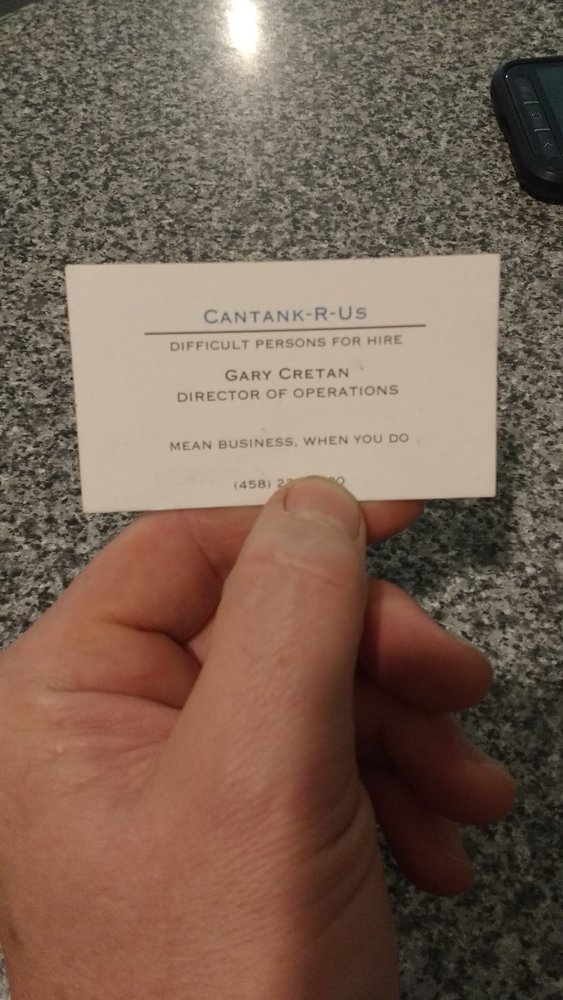 CANTANK-R-US
DIFFICULT PERSONS FOR HIRE
GARY CRETAN
DIRECTOR OF OPERATIONS
MEAN BUSINESS, WHEN YOU DO
(458)